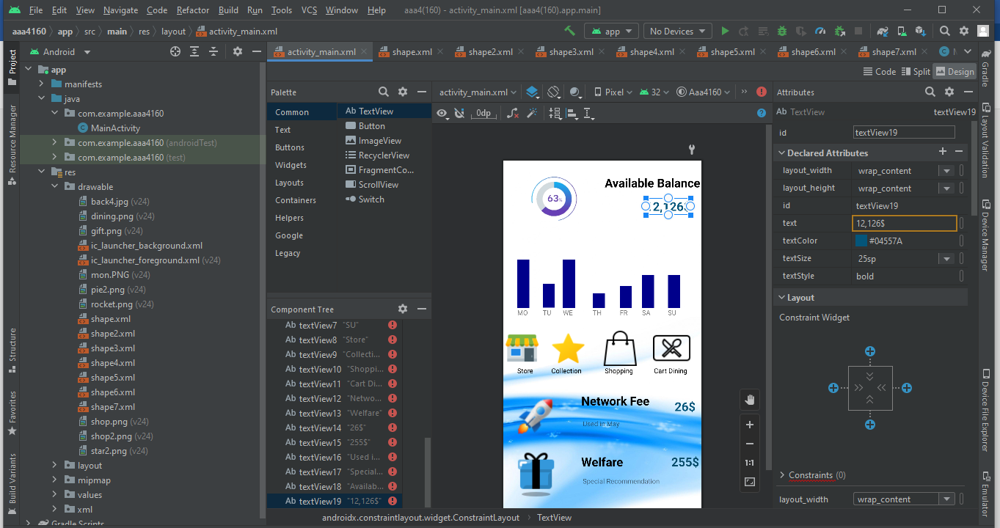 File Edit View Navigate Code Refactor Build Run Tools VCS Window Help aaa4(160) - activity_main.xml [aaa4(160).app.main]
aaa4160 app src main res layout activity_main.xml app No Devices
Project
Resource Manager
Structure
Favorites
Build Variants
Android
app
manifests
java
com.example.aaa4160
MainActivity
com.example.aaa4160 (androidTest)
com.example.aaa4160 (test)
res
drawable
back4.jpg (v24)
dining.png (v24)
gift.png (v24)
ic_launcher_background.xml
ic_launcher_foreground.xml (v24)
mon.PNG (v24)
pie2.png (v24)
rocket.png (v24)
shape.xml
shape2.xml
shape3.xml
shape4.xml
shape5.xml
shape6.xml
shape7.xml
shop.png (v24)
shop2.png (v24)
star2.png (v24)
layout
mipmap
values
xml
Gradle Scripts
activity_main.xml shape.xml shape2.xml shape3.xml shape4.xml shape5.xml shape6.xml shape7.xml
Code Split Design
Palette
Common
Text
Buttons
Widgets
Layouts
Containers
Helpers
Google
Legacy
Ab TextView
Button
ImageView
RecyclerView
FragmentCo...
ScrollView
Switch
Component Tree
Ab textView7 "SU"
Ab textView8 "Store"
Ab textView9 "Collecti...
Ab textView10 "Shoppi...
Ab textView11 "Cart Di...
Ab textView12 "Netwo...
Ab textView13 "Welfare"
Ab textView14 "26$"
Ab textView15 "255$"
Ab textView16 "Used i...
Ab textView17 "Special...
Ab textView18 "Availab...
Ab textView19 "12,126$"
activity_main.xml Pixel 32 Aaa4160
0dp
63%
Available Balance
12,126$
MO TU WE TH FR SA SU
Store Collection Shopping Cart Dining
Network Fee 26$
Used in May
Welfare 255$
Special Recommendation
1:1
androidx.constraintlayout.widget.ConstraintLayout TextView
Attributes
Ab TextView textView19
id textView19
Declared Attributes
layout_width wrap_content
layout_height wrap_content
id textView19
text 12,126$
textColor #04557A
textSize 25sp
textStyle bold
Layout
Constraint Widget
Constraints (0)
layout_width wrap_content
Gradle
Layout Validation
Device Manager
Device File Explorer
Emulator